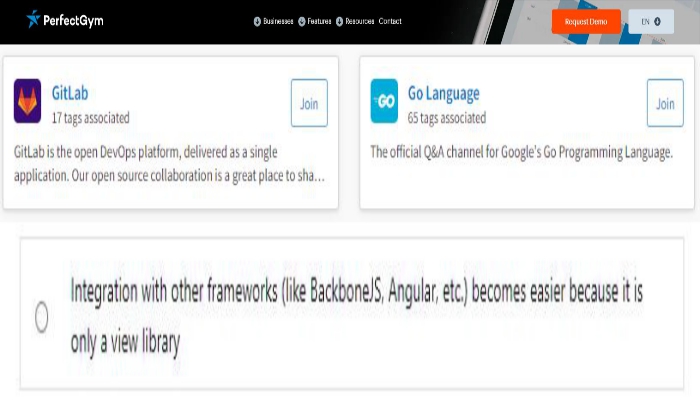 PerfectGym
Businesses Features Resources Contact
Request Demo
EN
GitLab
17 tags associated
Join
GitLab is the open DevOps platform, delivered as a single
application. Our open source collaboration is a great place to sha...
GO
Go Language
65 tags associated
Join
The official Q&A channel for Google's Go Programming Language.
Integration with other frameworks (like BackboneJS, Angular, etc.) becomes easier because it is
only a view library